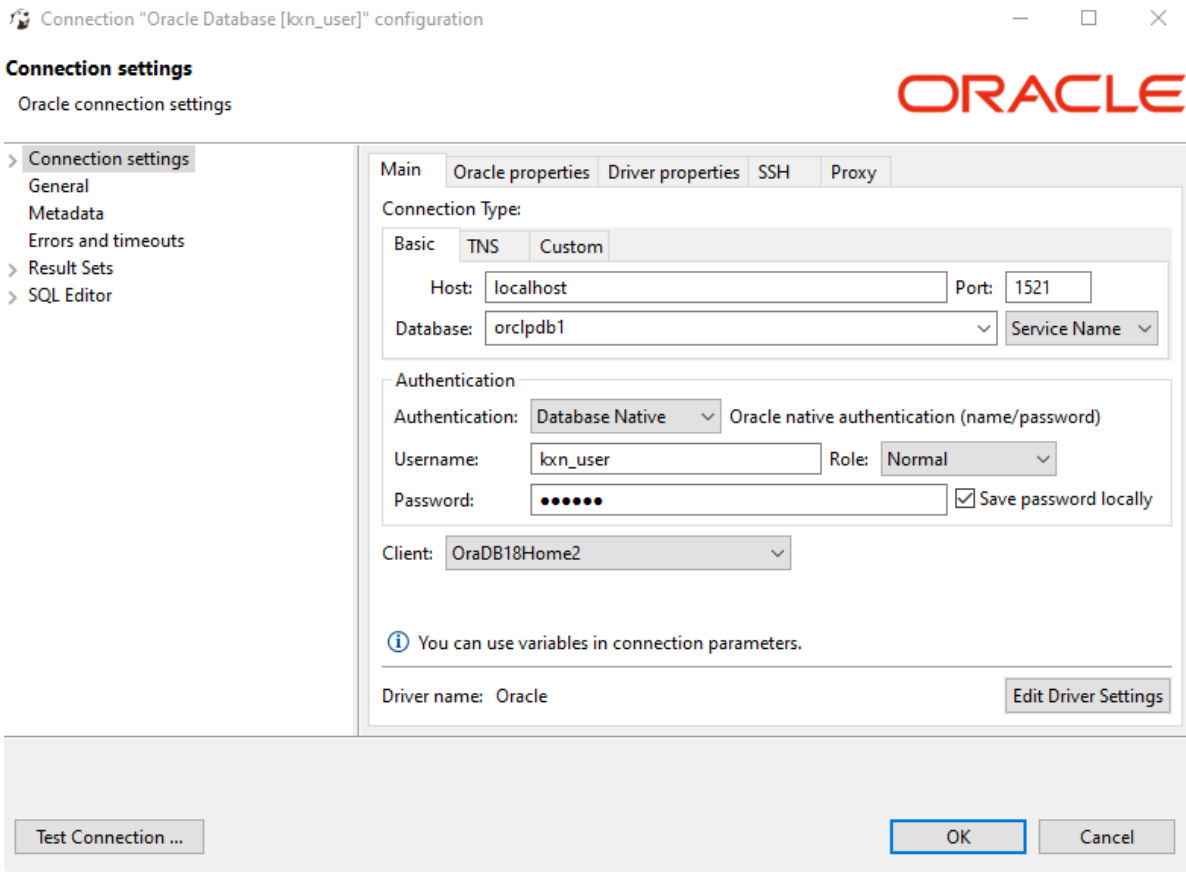 Connection "Oracle Database [kxn_user]" configuration
Connection settings
Oracle connection settings
ORACLE
Connection settings
General
Metadata
Errors and timeouts
Result Sets
SQL Editor
Main Oracle properties Driver properties SSH Proxy
Connection Type:
Basic TNS Custom
Host: localhost Port: 1521
Database: orclpdb1 Service Name
Authentication
Authentication: Database Native Oracle native authentication (name/password)
Username: kxn_user Role: Normal
Password: •••••• Save password locally
Client: OraDB18Home2
You can use variables in connection parameters.
Driver name: Oracle Edit Driver Settings
Test Connection ... OK Cancel